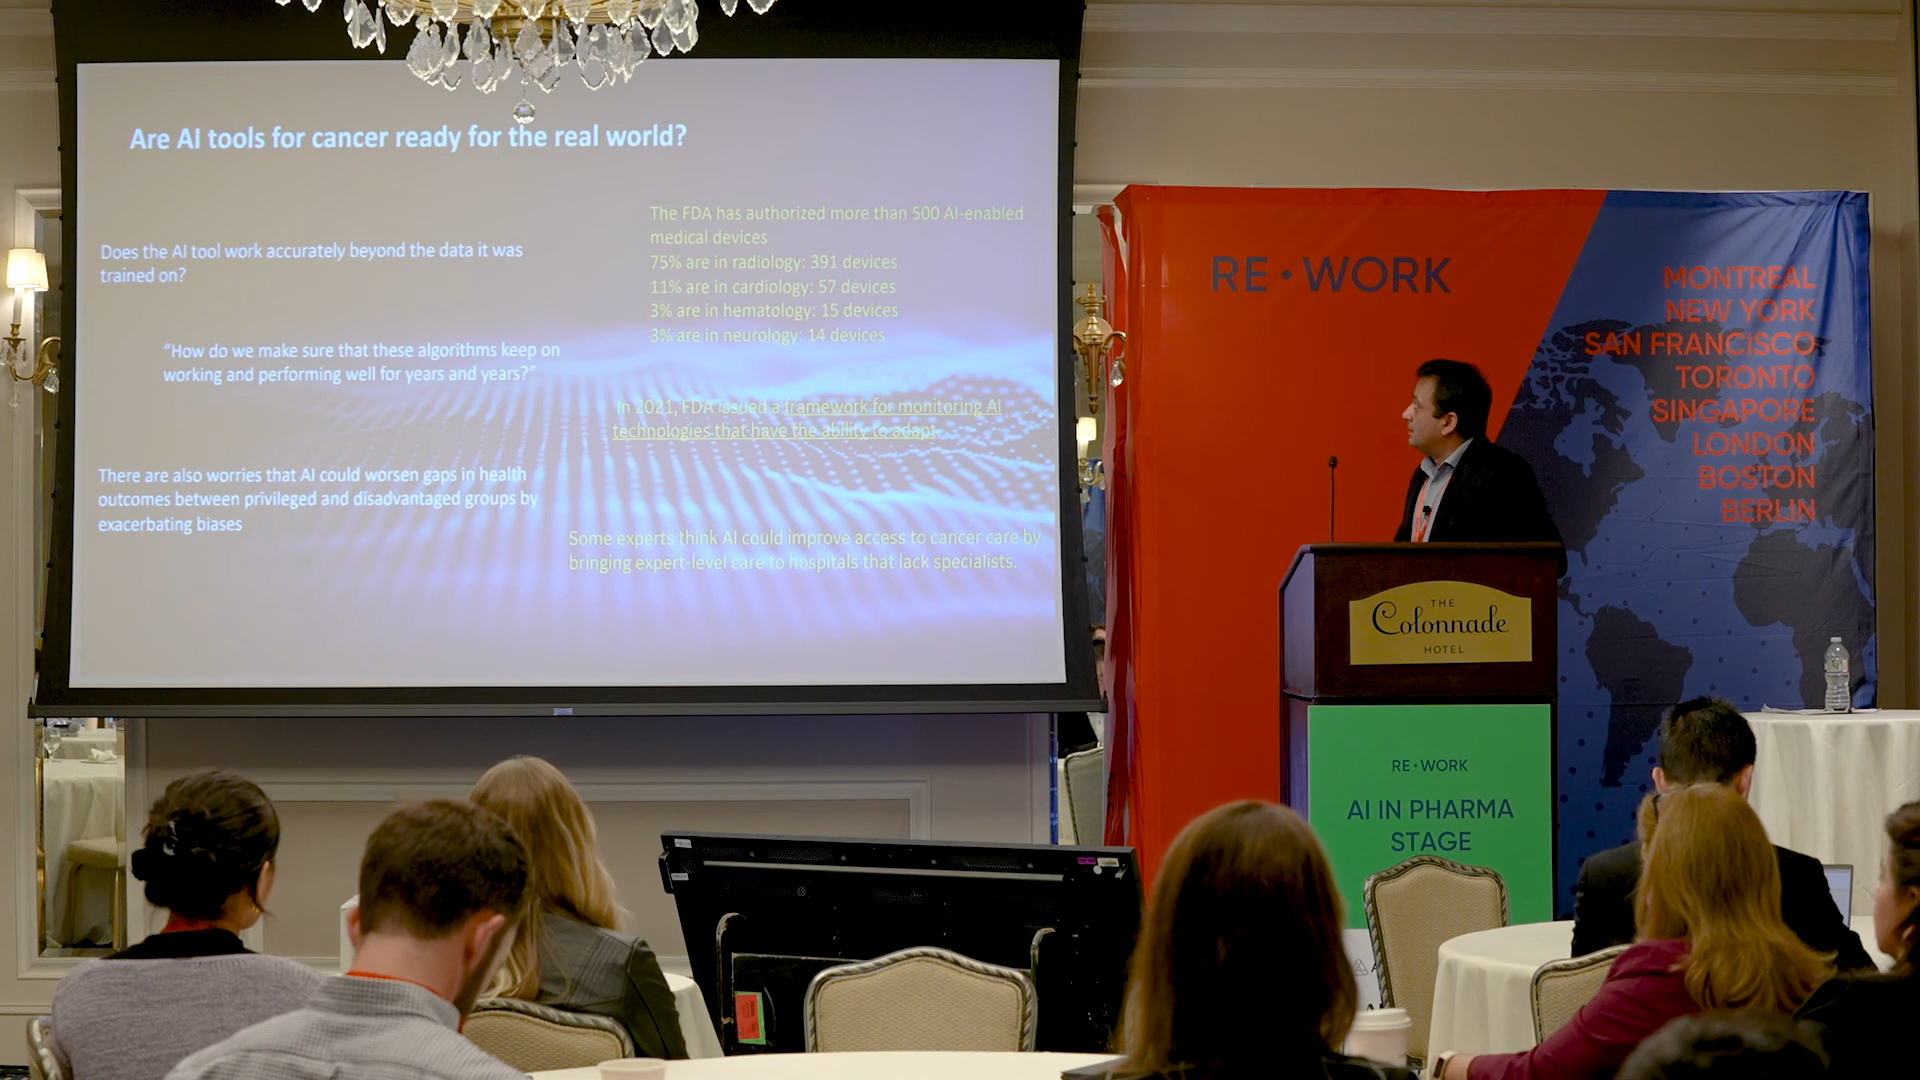 Are AI tools for cancer ready for the real world?
Does the AI tool work accurately beyond the data it was
trained on?
"How do we make sure that these algorithms keep on
working and performing well for years and years?"
There are also worries that AI could worsen gaps in health
outcomes between privileged and disadvantaged groups by
exacerbating biases
The FDA has authorized more than 500 AI-enabled
medical devices
75% are in radiology: 391 devices
11% are in cardiology: 57 devices
3% are in hematology: 15 devices
3% are in neurology: 14 devices
In 2021, FDA issued a framework for monitoring AI
technologies that have the ability to adapt.
Some experts think AI could improve access to cancer care by
bringing expert-level care to hospitals that lack specialists.
RE•WORK
MONTREAL
NEW YORK
SAN FRANCISCO
TORONTO
SINGAPORE
LONDON
BOSTON
BERLIN
THE
Colonnade
HOTEL
RE•WORK
AI IN PHARMA
STAGE